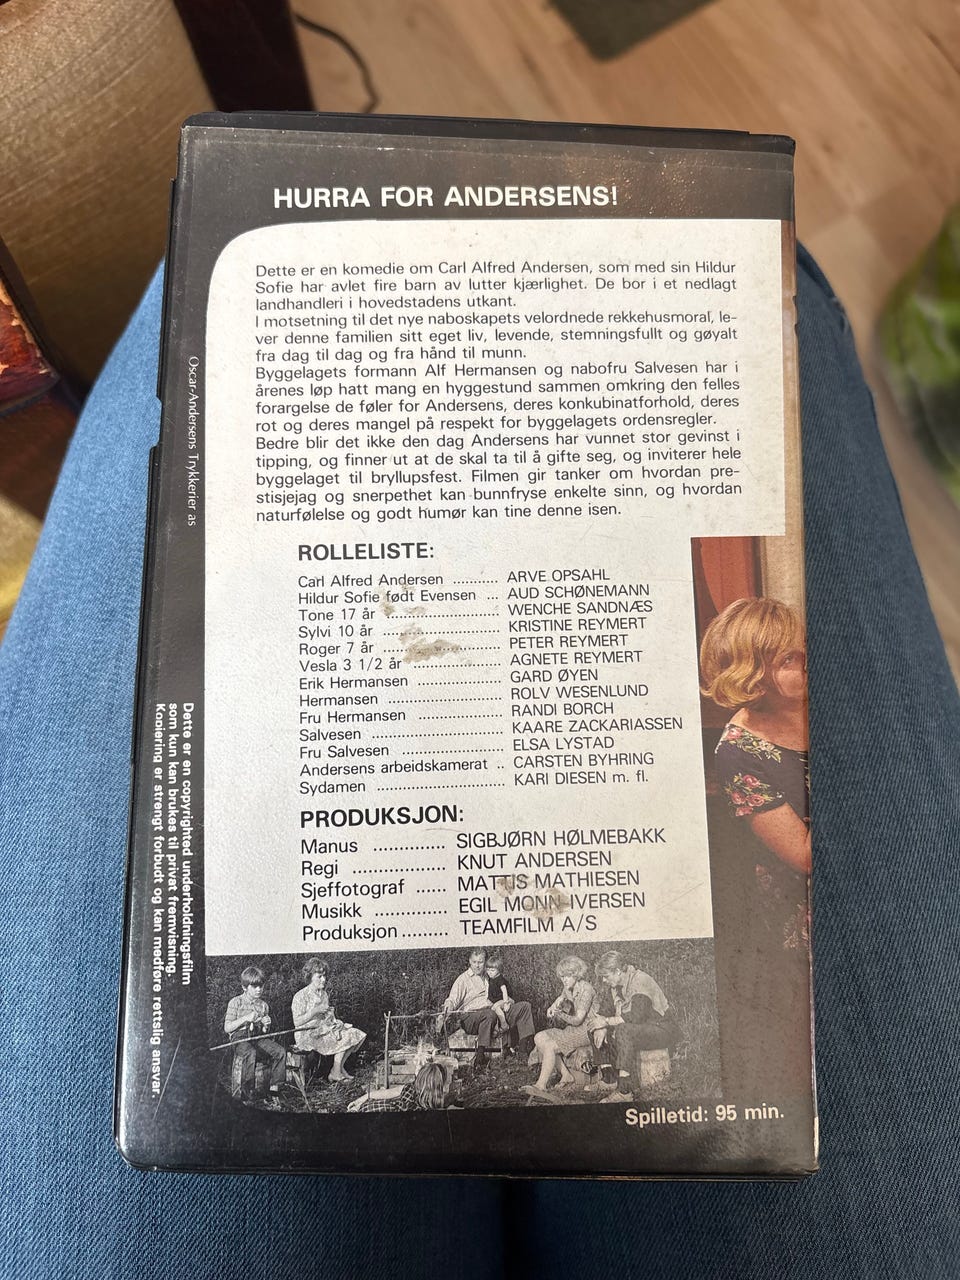 HURRA FOR ANDERSENS!
Dette er en komedie om Carl Alfred Andersen, som med sin Hildur
Sofie har avlet fire barn av lutter kjærlighet. De bor i et nedlagt
landhandleri i hovedstadens utkant.
I motsetning til det nye naboskapets velordnede rekkehusmoral, le-
ver denne familien sitt eget liv, levende, stemningsfullt og gøyalt
fra dag til dag og fra hånd til munn.
Byggelagets formann Alf Hermansen og nabofru Salvesen har i
årenes løp hatt mang en hyggestund sammen omkring den felles
forargelse de føler for Andersens, deres konkubinatforhold, deres
rot og deres mangel på respekt for byggelagets ordensregler.
Bedre blir det ikke den dag Andersens har vunnet stor gevinst i
tipping, og finner ut at de skal ta til å gifte seg, og inviterer hele
byggelaget til bryllupsfest. Filmen gir tanker om hvordan pre-
stisjejag og snerpethet kan bunnfryse enkelte sinn, og hvordan
naturfølelse og godt humør kan tine denne isen.
ROLLELISTE:
Carl Alfred Andersen ........... ARVE OPSAHL
Hildur Sofie født Evensen ... AUD SCHØNEMANN
Tone 17 år ........................... WENCHE SANDNÆS
Sylvi 10 år ............................ KRISTINE REYMERT
Roger 7 år ............................ PETER REYMERT
Vesla 3 1/2 år ..................... AGNETE REYMERT
Erik Hermansen .................... GARD ØYEN
Hermansen ........................... ROLV WESENLUND
Fru Hermansen .................... RANDI BORCH
Salvesen ............................... KAARE ZACKARIASSEN
Fru Salvesen ........................ ELSA LYSTAD
Andersens arbeidskamerat .. CARSTEN BYHRING
Sydamen ............................... KARI DIESEN m. fl.
PRODUKSJON:
Manus .............. SIGBJØRN HØLMEBAKK
Regi .................. KNUT ANDERSEN
Sjeffotograf ...... MATTIS MATHIESEN
Musikk .............. EGIL MONN-IVERSEN
Produksjon ......... TEAMFILM A/S
Spilletid: 95 min.
Oscar-Andersens Trykkerier as
Dette er en copyrighted underholdningsfilm
som kun kan brukes til privat fremvisning.
Kopiering er strengt forbudt og kan medføre rettslig ansvar.